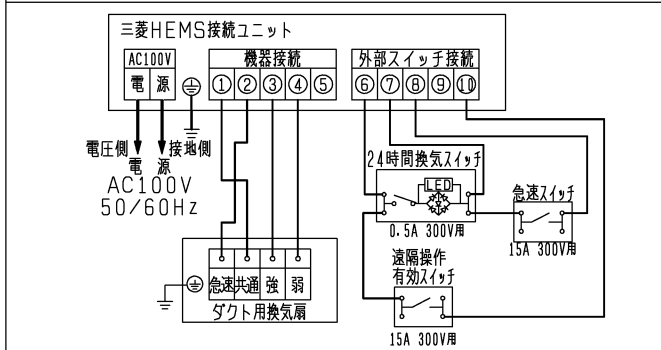 三菱HEMS接続ユニット
AC100V
電 源
機器接続
① ② ③ ④ ⑤
外部スイッチ接続
⑥ ⑦ ⑧ ⑨ ⑩
電圧側
接地側
電 源
AC100V
50/60Hz
24時間換気スイッチ
LED
0.5A 300V用
急速スイッチ
15A 300V用
遠隔操作
有効スイッチ
15A 300V用
急速 共通 強 弱
ダクト用換気扇